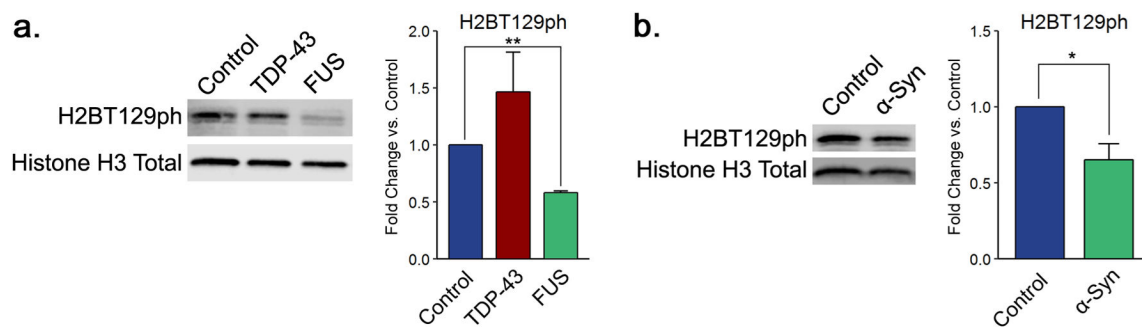 a.
Control
TDP-43
FUS
H2BT129ph
Histone H3 Total
H2BT129ph
Fold Change vs. Control
2.0
1.5
1.0
0.5
0.0
**
Control
TDP-43
FUS
b.
Control
α-Syn
H2BT129ph
Histone H3 Total
H2BT129ph
Fold Change vs. Control
1.5
1.0
0.5
0.0
*
Control
α-Syn